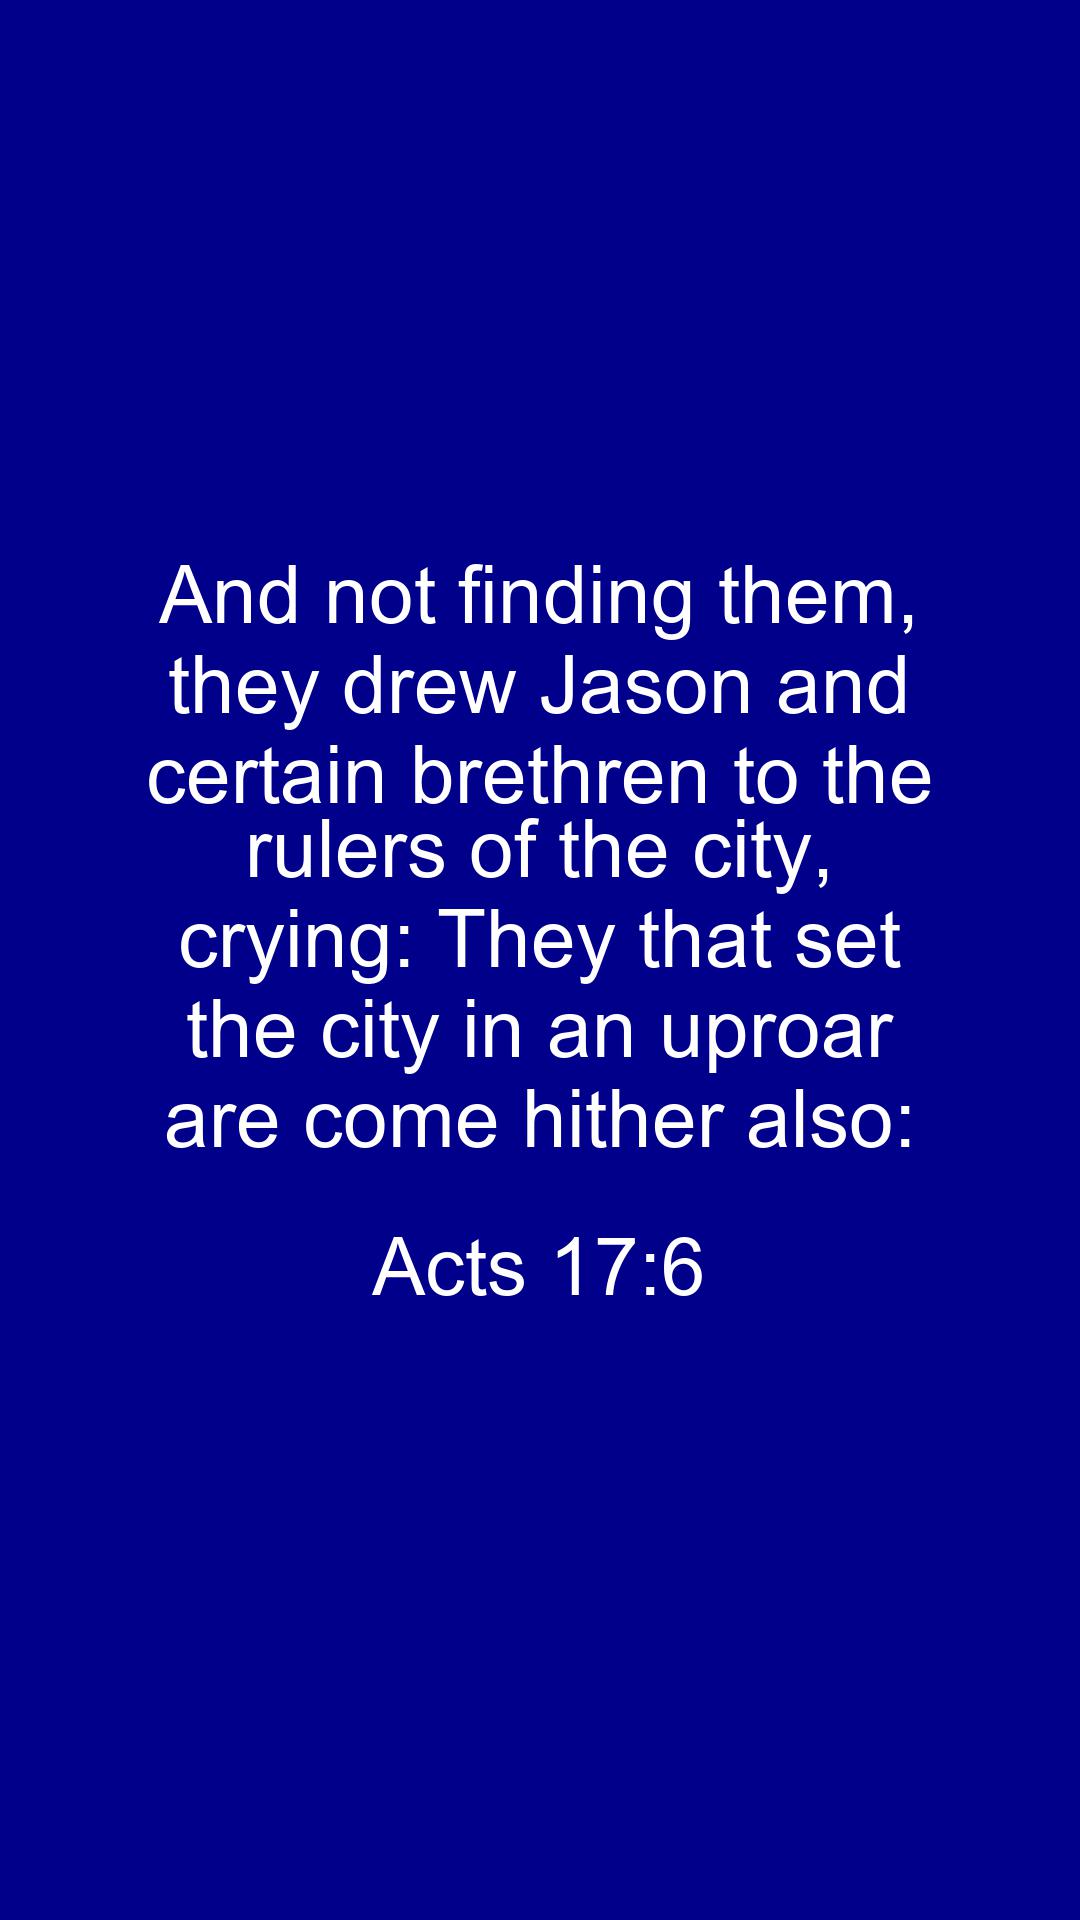 And not finding them,
they drew Jason and
certain brethren to the
rulers of the city,
crying: They that set
the city in an uproar
are come hither also:
Acts 17:6